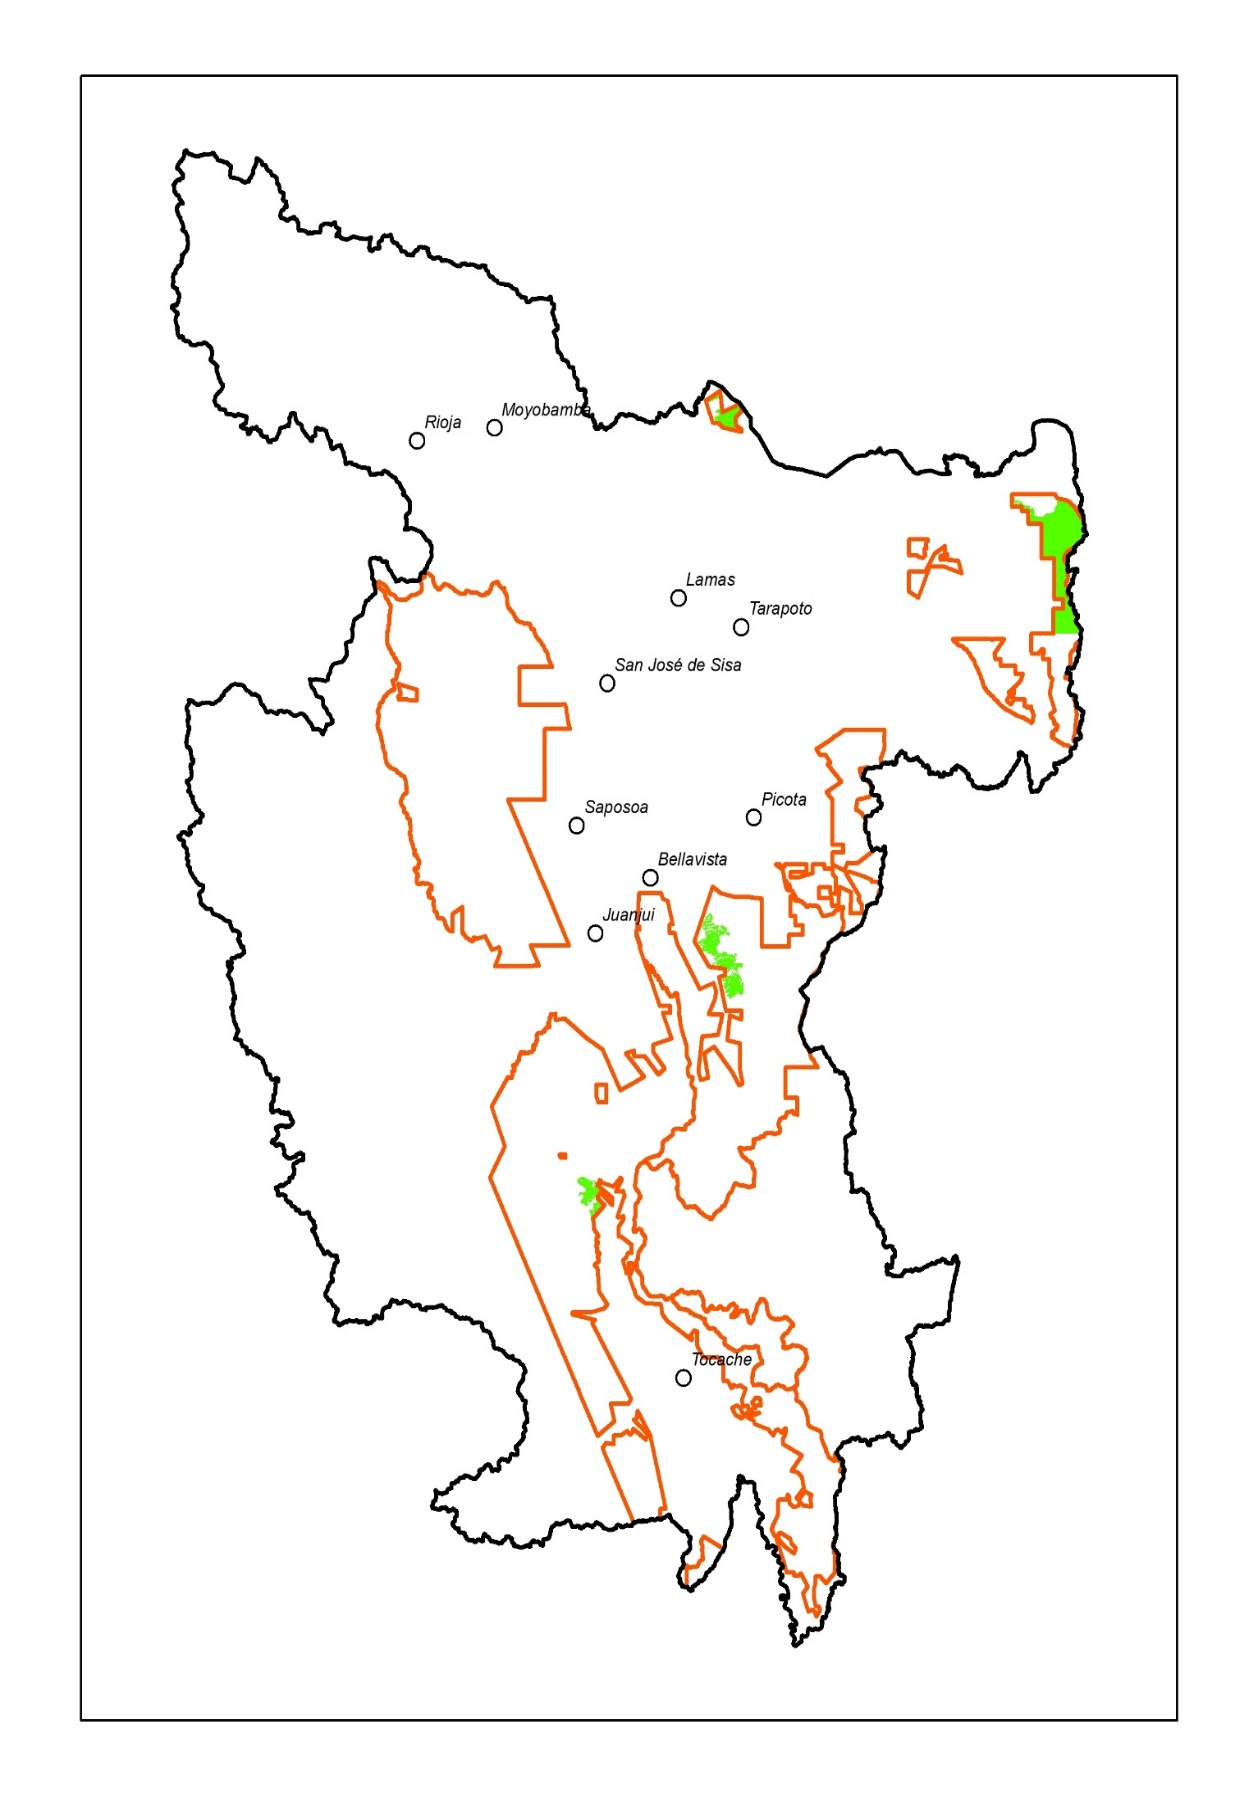 Moyobamba
Rioja
Lamas
Tarapoto
San José de Sisa
Picota
Saposoa
Bellavista
Juanjui
Tocache